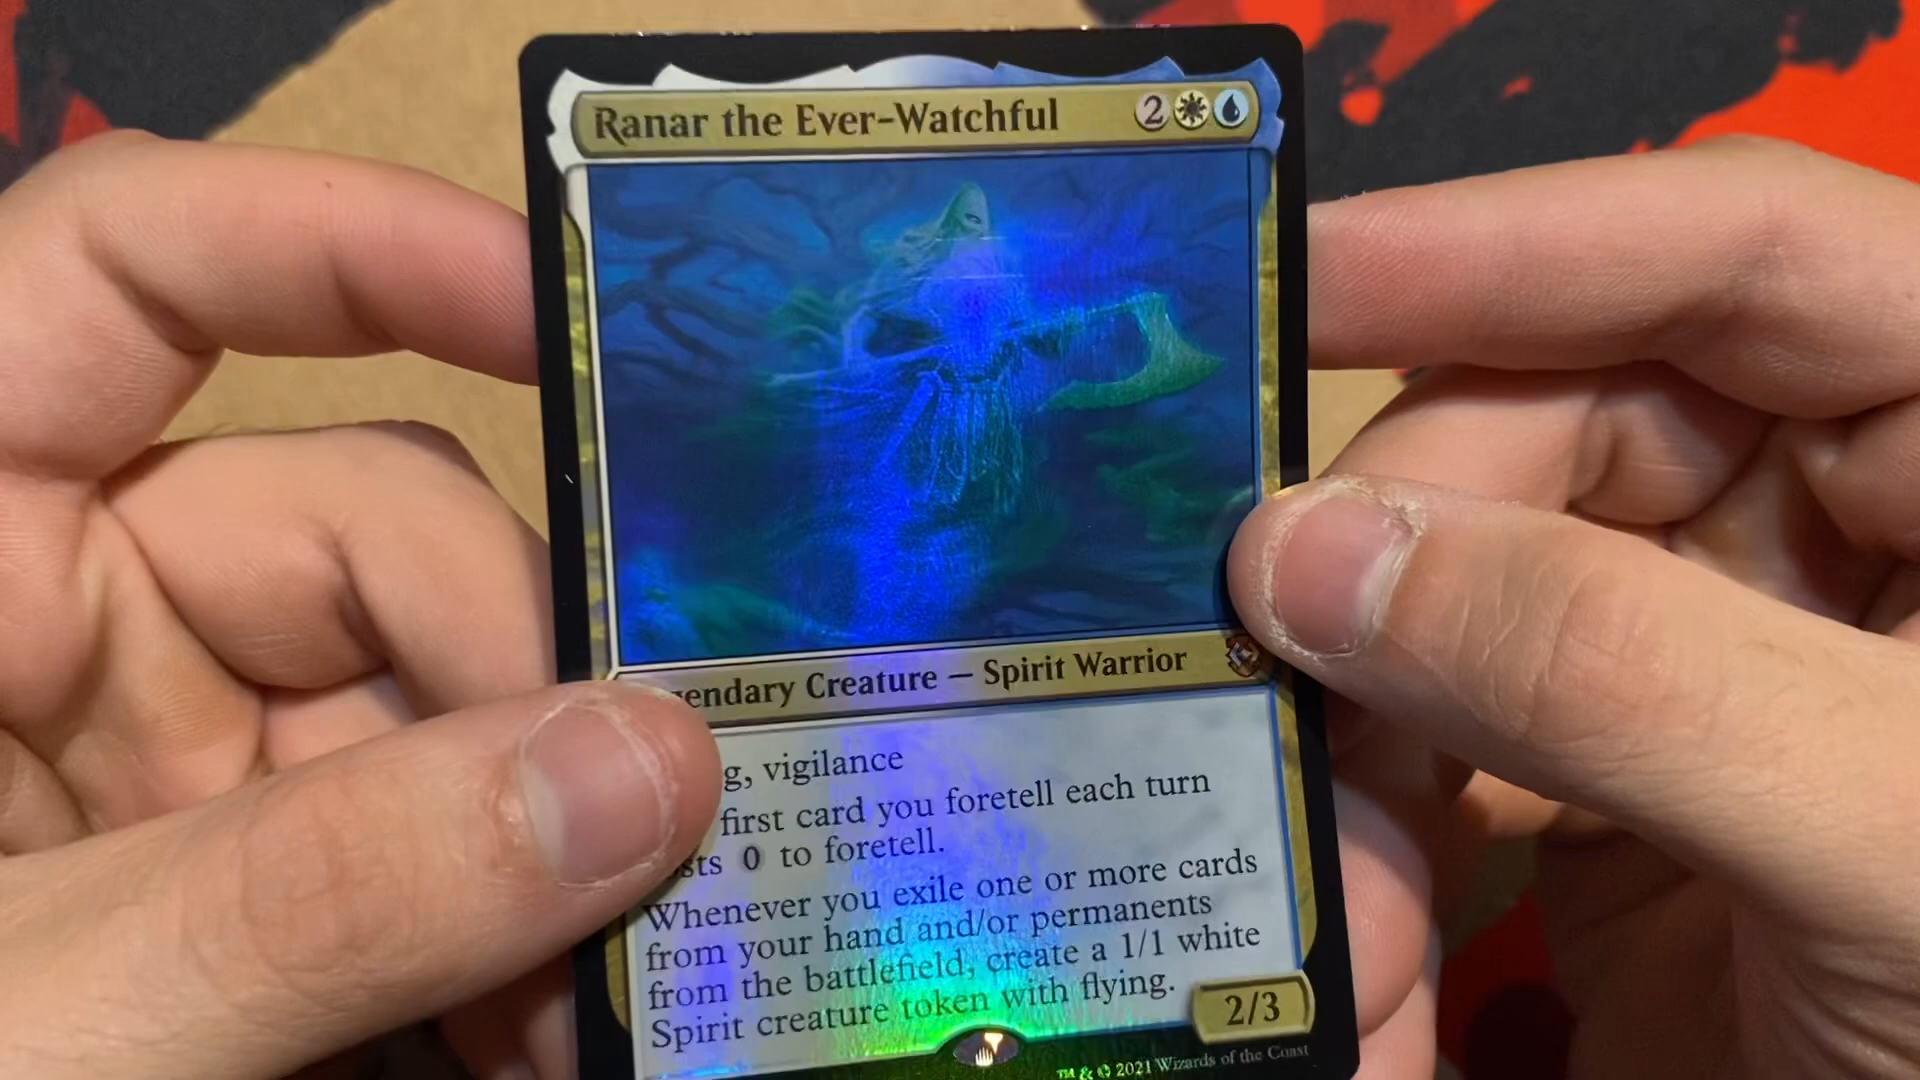 Ranar the Ever-Watchful 2
gendary Creature — Spirit Warrior
g, vigilance
first card you foretell each turn
sts 0 to foretell.
Whenever you exile one or more cards
from your hand and/or permanents
from the battlefield, create a 1/1 white
Spirit creature token with flying.
2/3
™ & © 2021 Wizards of the Coast